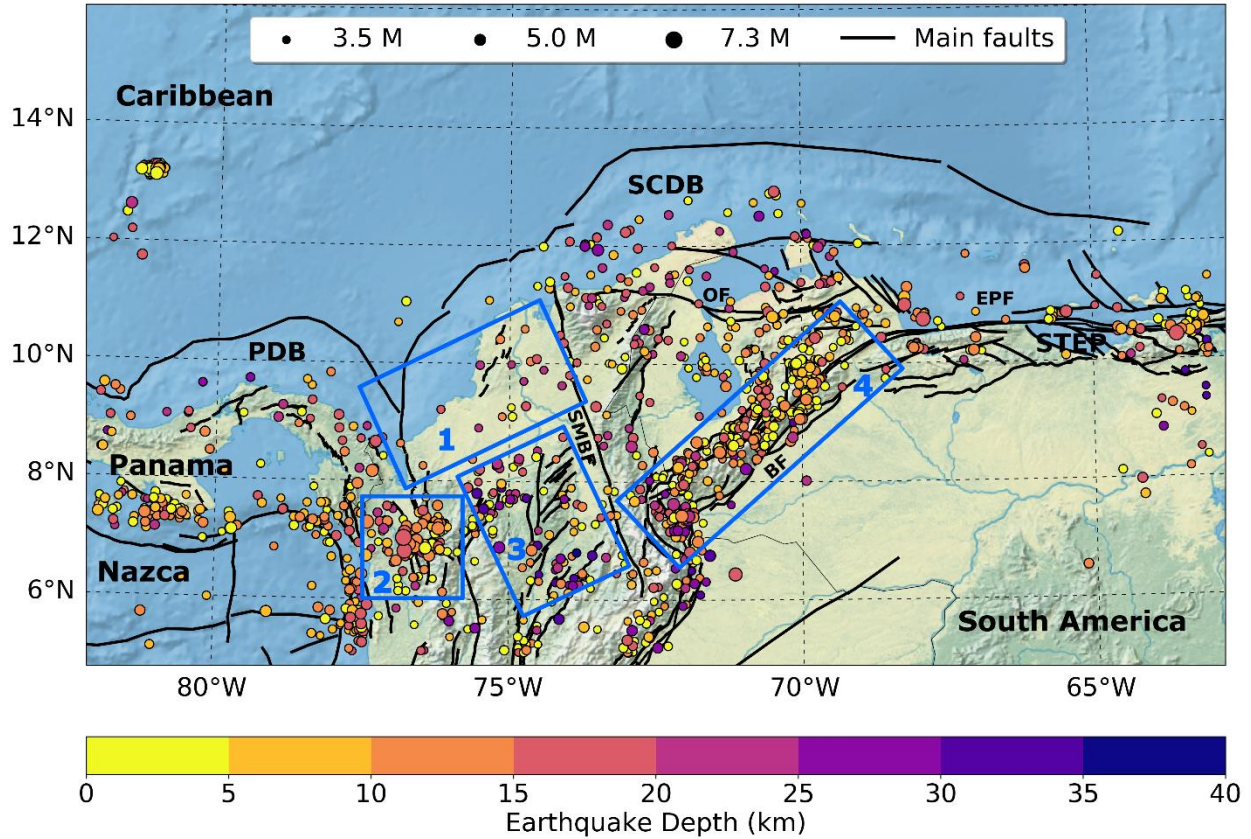 3.5 M 5.0 M 7.3 M Main faults
Caribbean
14°N
SCDB
12°N
OF
EPF
PDB
10°N
STEP
4
SMBF
1
Panama
8°N
BF
3
Nazca
2
6°N
South America
80°W 75°W 70°W 65°W
0 5 10 15 20 25 30 35 40
Earthquake Depth (km)